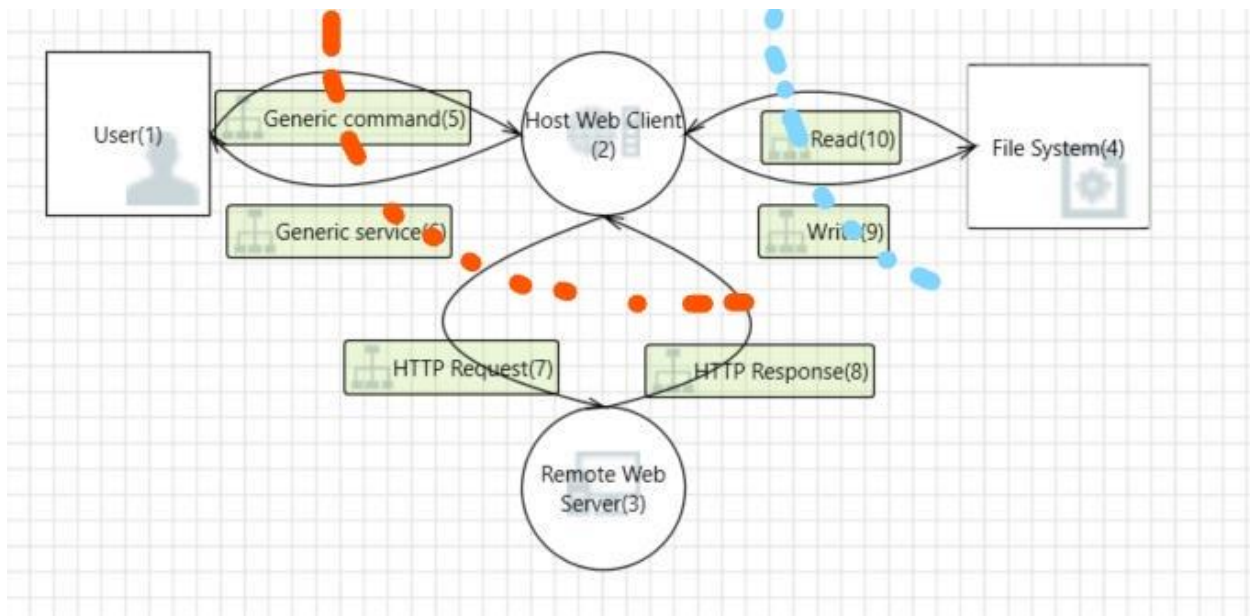 User(1)
Generic command(5)
Host Web Client
(2)
Read(10)
File System(4)
Generic service(6)
Write(9)
HTTP Request(7)
HTTP Response(8)
Remote Web
Server(3)